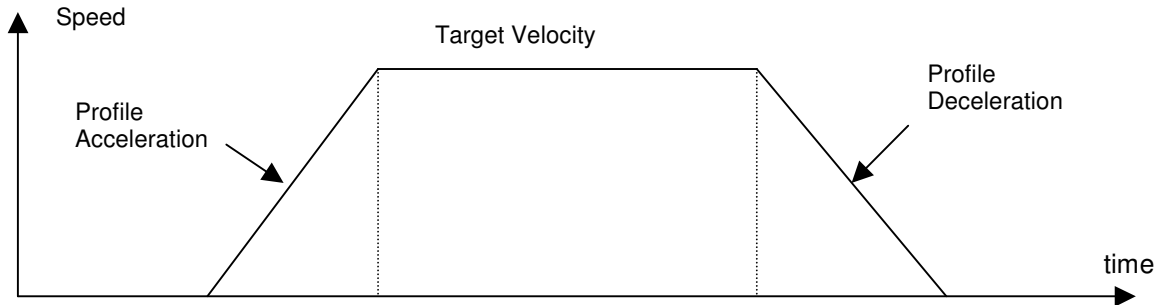 Speed
Target Velocity
Profile
Acceleration
Profile
Deceleration
time